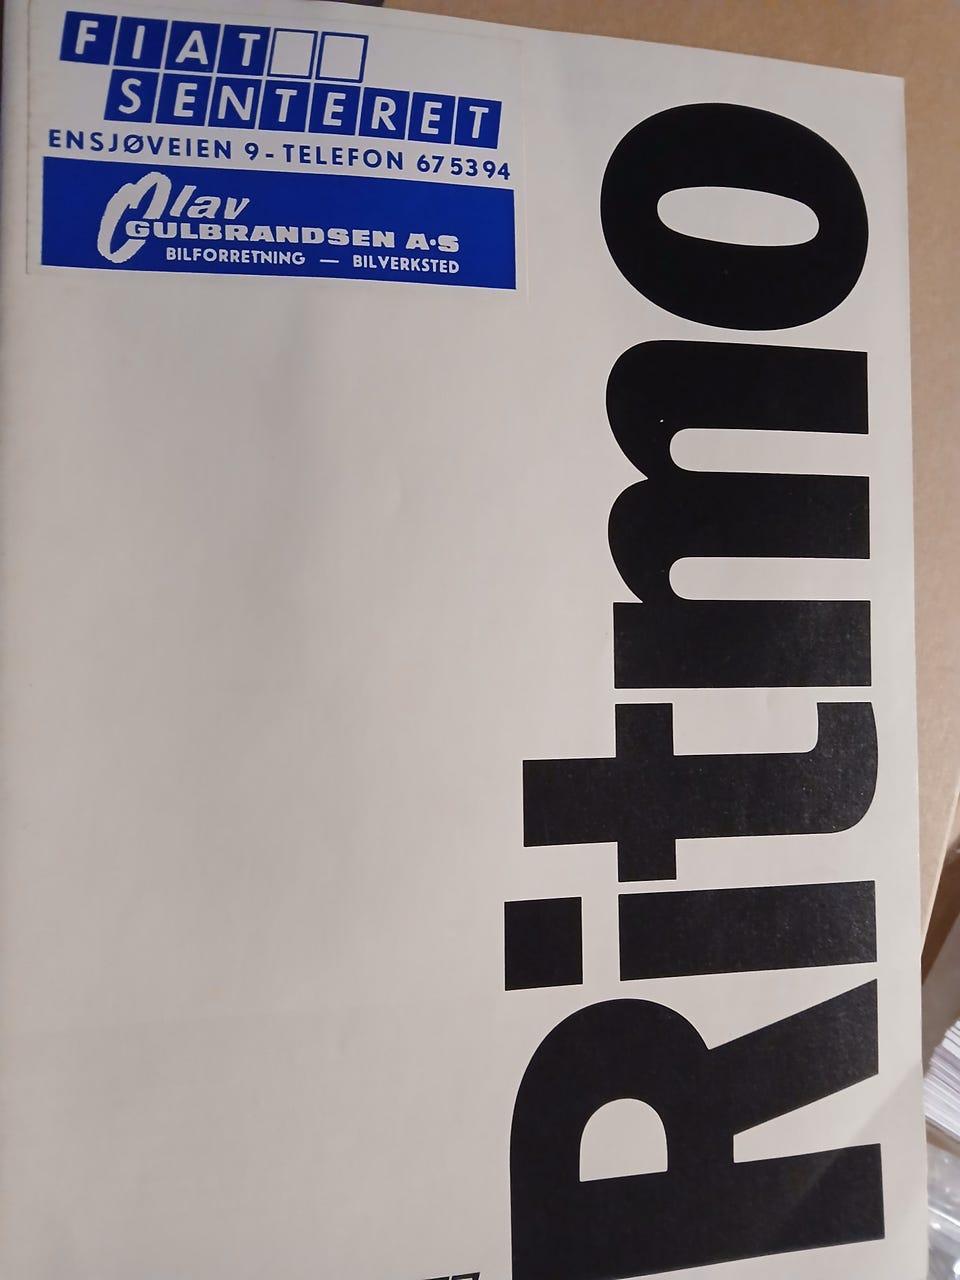 FIAT
SENTERET
ENSJØVEIEN 9 - TELEFON 675394
Olav
GULBRANDSEN A·S
BILFORRETNING — BILVERKSTED
Ritmo